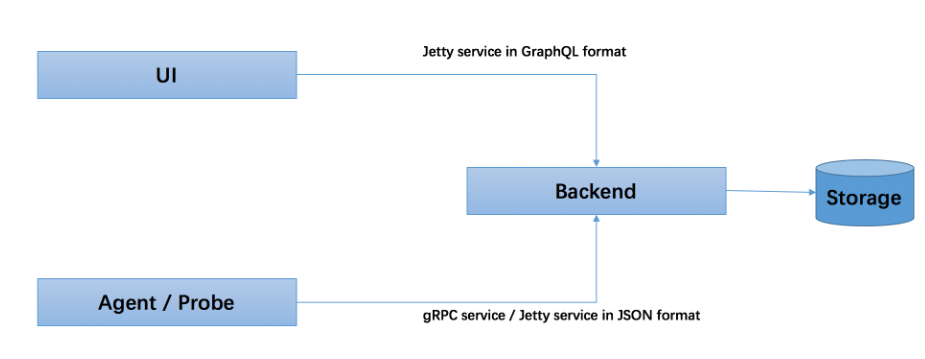 Jetty service in GraphQL format
UI
Backend
Storage
Agent / Probe
gRPC service / Jetty service in JSON format